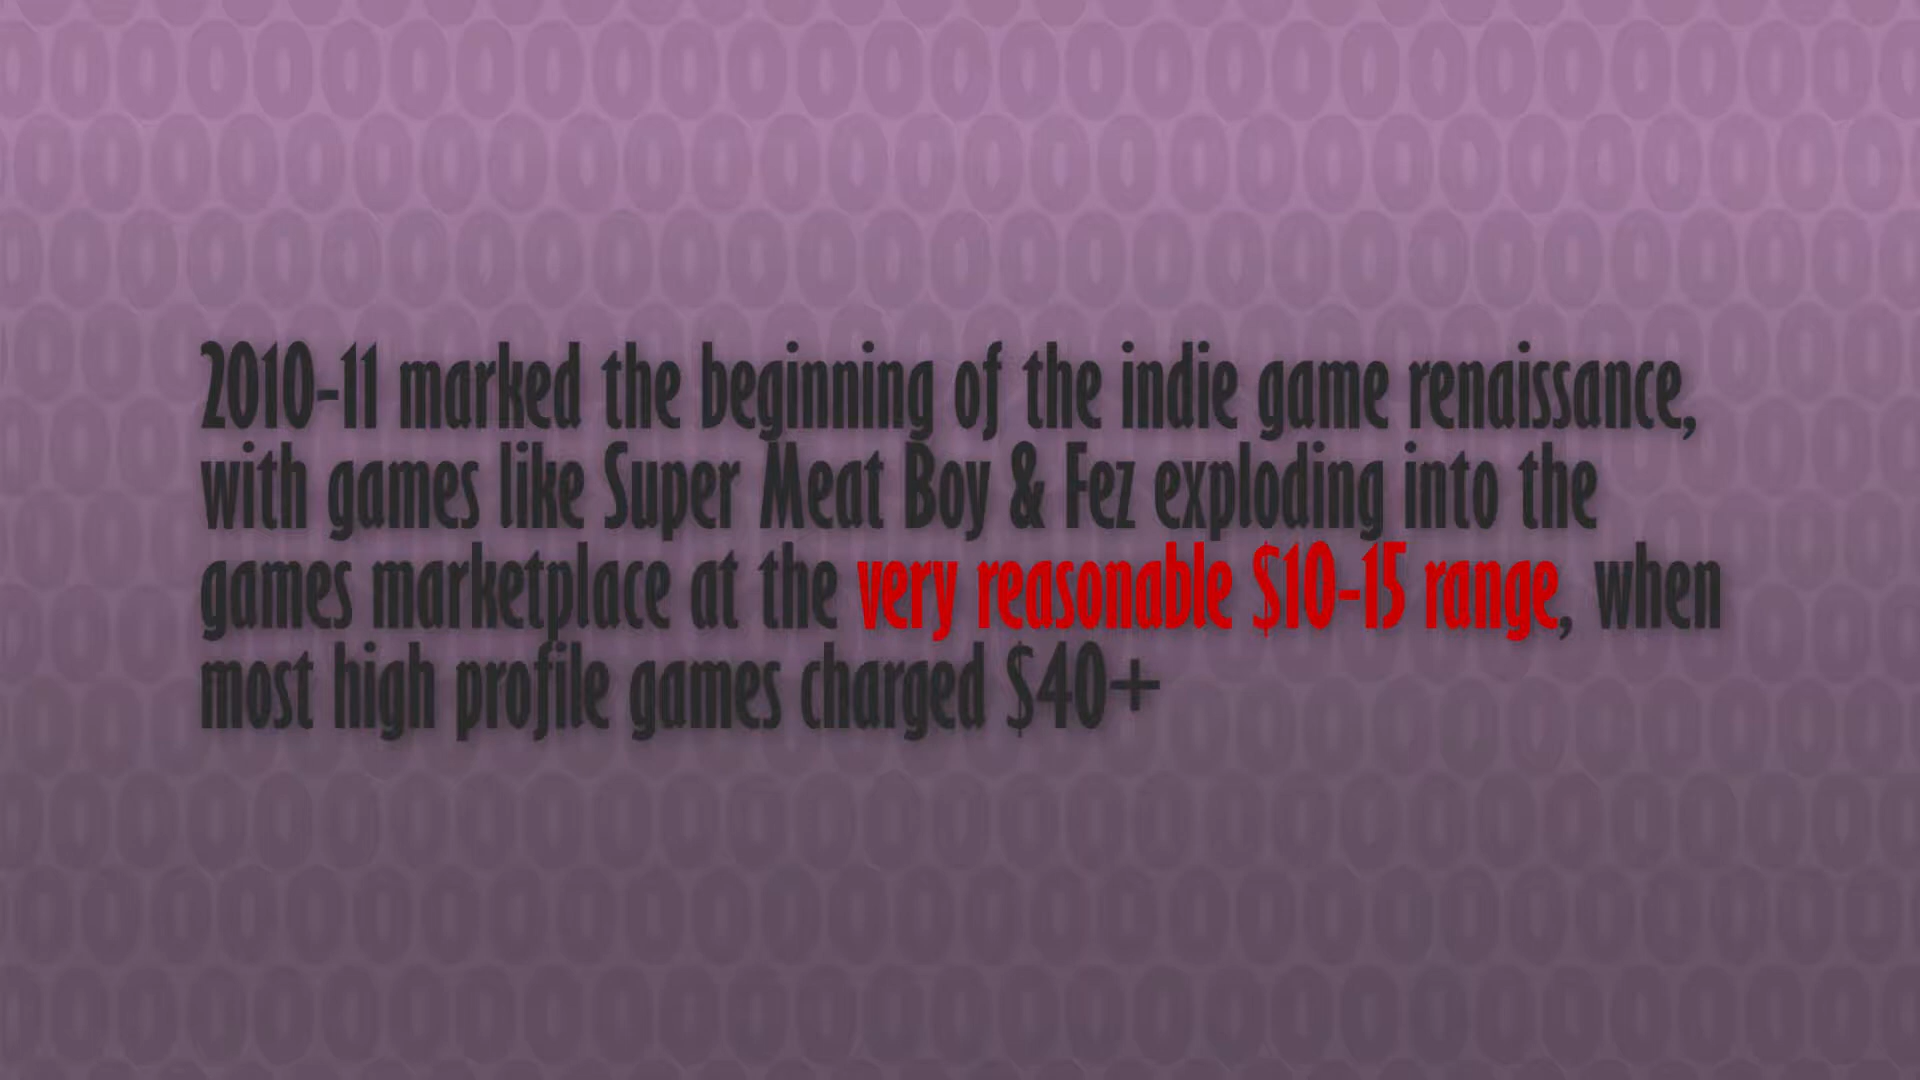 2010-11 marked the beginning of the indie game renaissance,
with games like Super Meat Boy & Fez exploding into the
games marketplace at the very reasonable $10-15 range, when
most high profile games charged $40+